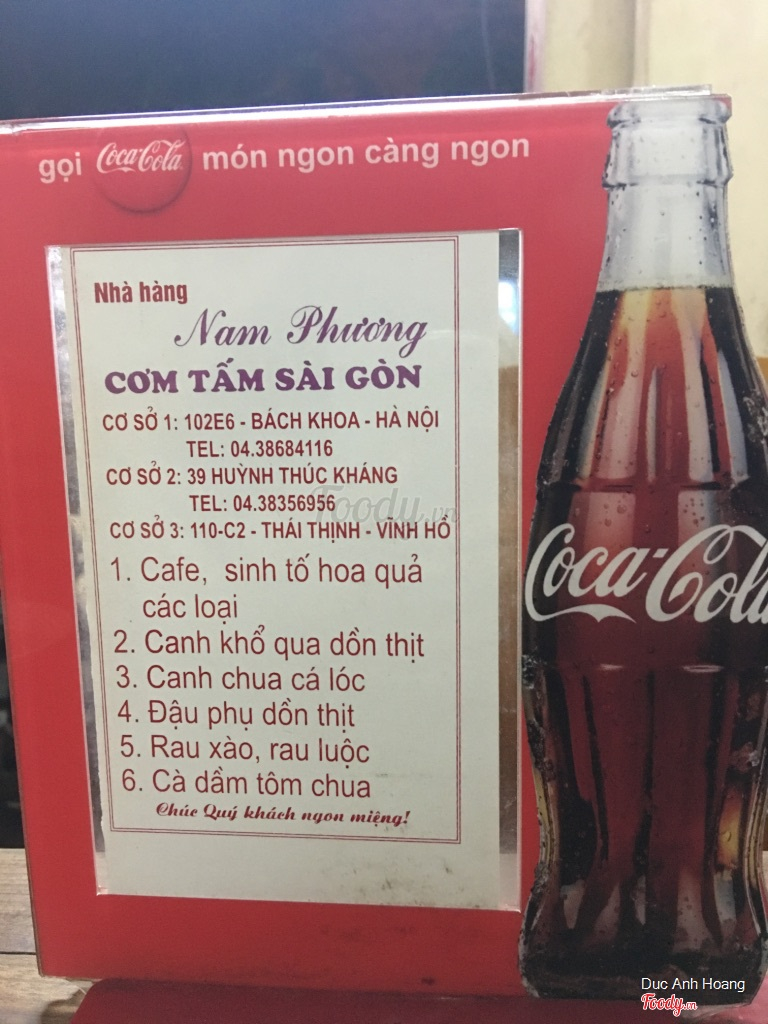 gọi Coca-Cola món ngon càng ngon
Nhà hàng
Nam Phương
CƠM TẤM SÀI GÒN
CƠ SỞ 1: 102E6 - BÁCH KHOA - HÀ NỘI
TEL: 04.38684116
CƠ SỞ 2: 39 HUỲNH THÚC KHÁNG
TEL: 04.38356956
CƠ SỞ 3: 110-C2 - THÁI THỊNH - VĨNH HỒ
1. Cafe, sinh tố hoa quả
các loại
2. Canh khổ qua dồn thịt
3. Canh chua cá lóc
4. Đậu phụ dồn thịt
5. Rau xào, rau luộc
6. Cà dầm tôm chua
Chúc Quý khách ngon miệng!
Coca-Cola
Foody.vn
Duc Anh Hoang
Foody.vn